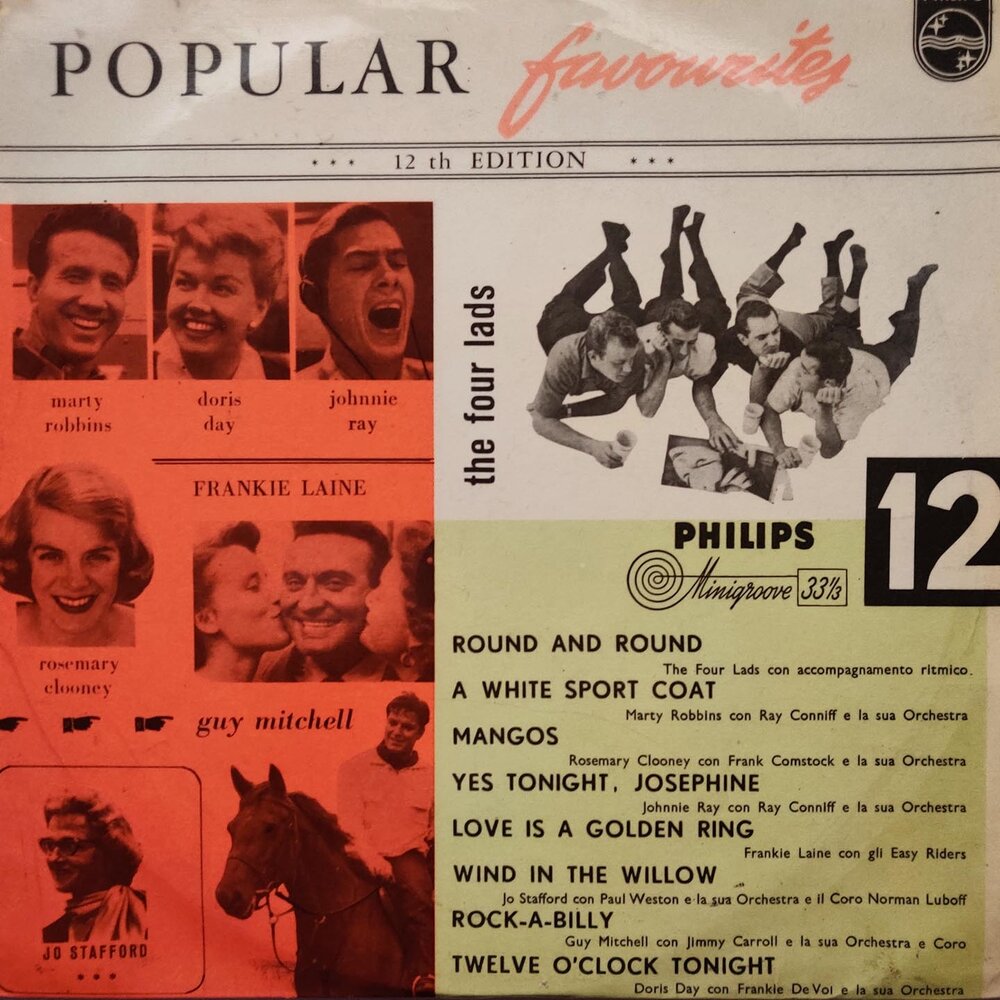 POPULAR favourites
*** 12 th EDITION ***
marty robbins
doris day
johnnie ray
the four lads
FRANKIE LAINE
rosemary clooney
guy mitchell
JO STAFFORD
***
12
PHILIPS
Minigroove 33 1/3
ROUND AND ROUND
The Four Lads con accompagnamento ritmico.
A WHITE SPORT COAT
Marty Robbins con Ray Conniff e la sua Orchestra
MANGOS
Rosemary Clooney con Frank Comstock e la sua Orchestra
YES TONIGHT, JOSEPHINE
Johnnie Ray con Ray Conniff e la sua Orchestra
LOVE IS A GOLDEN RING
Frankie Laine con gli Easy Riders
WIND IN THE WILLOW
Jo Stafford con Paul Weston e la sua Orchestra e il Coro Norman Luboff
ROCK-A-BILLY
Guy Mitchell con Jimmy Carroll e la sua Orchestra e Coro
TWELVE O'CLOCK TONIGHT
Doris Day con Frankie De Vol e la sua Orchestra